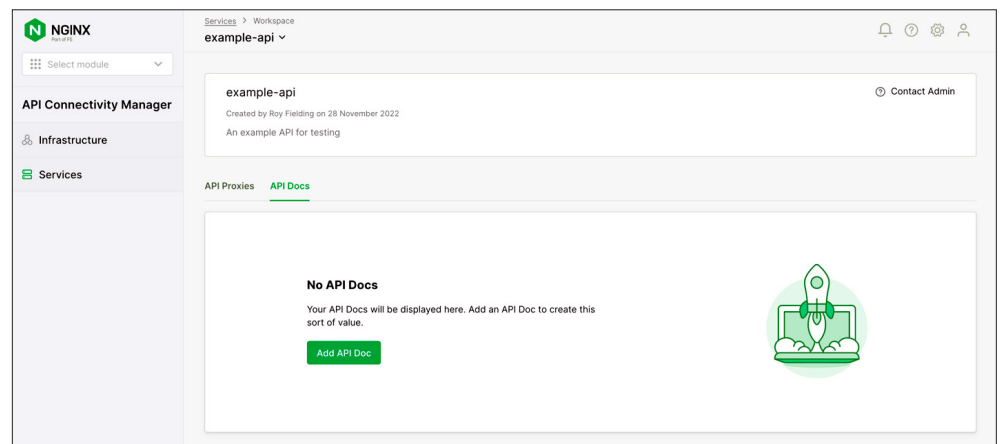 NGINX
Part of F5
Services > Workspace
example-api
Select module
API Connectivity Manager
Infrastructure
Services
example-api
Contact Admin
Created by Roy Fielding on 28 November 2022
An example API for testing
API Proxies API Docs
No API Docs
Your API Docs will be displayed here. Add an API Doc to create this
sort of value.
Add API Doc